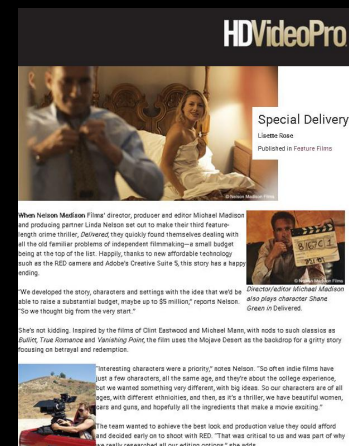 HDVideoPro
Special Delivery
Lisette Rose
Published in Feature Films
© Nelson Madison Films
When Nelson Madison Films' director, producer and editor Michael Madison
and producing partner Linda Nelson set out to make their third feature-
length crime thriller, Delivered, they quickly found themselves dealing with
all the old familiar problems of independent filmmaking—a small budget
being at the top of the list. Happily, thanks to new affordable technology
such as the RED camera and Adobe's Creative Suite 5, this story has a happy
ending.
© Nelson Madison Films
Director/editor Michael Madison
also plays character Shane
Green in Delivered.
"We developed the story, characters and settings with the idea that we'd be
able to raise a substantial budget, maybe up to $5 million," reports Nelson.
"So we thought big from the very start."
She's not kidding. Inspired by the films of Clint Eastwood and Michael Mann, with nods to such classics as
Bullitt, True Romance and Vanishing Point, the film uses the Mojave Desert as the backdrop for a gritty story
focusing on betrayal and redemption.
"Interesting characters were a priority," notes Nelson. "So often indie films have
just a few characters, all the same age, and they're about the college experience,
but we wanted something very different, with big ideas. So our characters are of all
ages, with different ethnicities, and then, as it's a thriller, we have beautiful women,
cars and guns, and hopefully all the ingredients that make a movie exciting."
The team wanted to achieve the best look and production value they could afford
and decided early on to shoot with RED. "That was critical to us and was part of why
we really researched all our editing options," she adds.